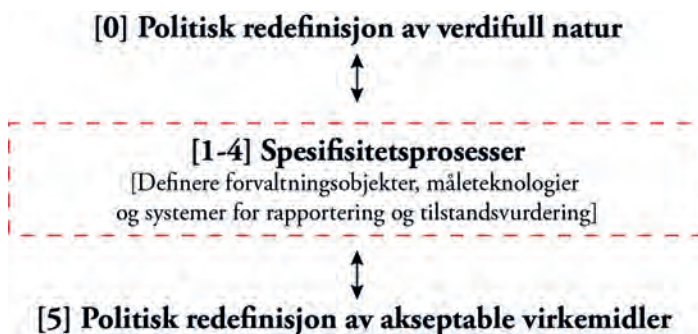 [0] Politisk redefinisjon av verdifull natur
[1-4] Spesifisitetsprosesser
[Definere forvaltningsobjekter, måleteknologier
og systemer for rapportering og tilstandsvurdering]
[5] Politisk redefinisjon av akseptable virkemidler